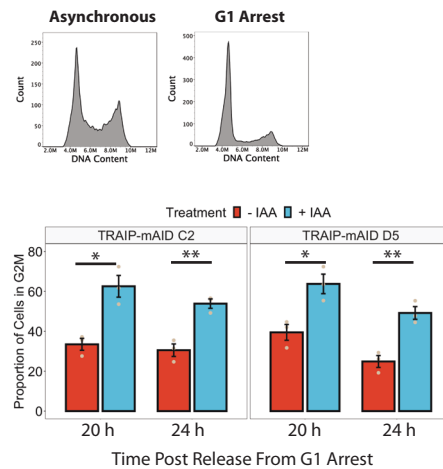 Asynchronous G1 Arrest
250
200
150
100
50
0
Count
2.0M 4.0M 6.0M 8.0M 10M 12M
DNA Content
500
400
300
200
100
0
Count
2.0M 4.0M 6.0M 8.0M 10M 12M
DNA Content
Treatment - IAA + IAA
TRAIP-mAID C2 TRAIP-mAID D5
80
60
40
20
0
Proportion of Cells in G2M
* ** * **
20 h 24 h 20 h 24 h
Time Post Release From G1 Arrest